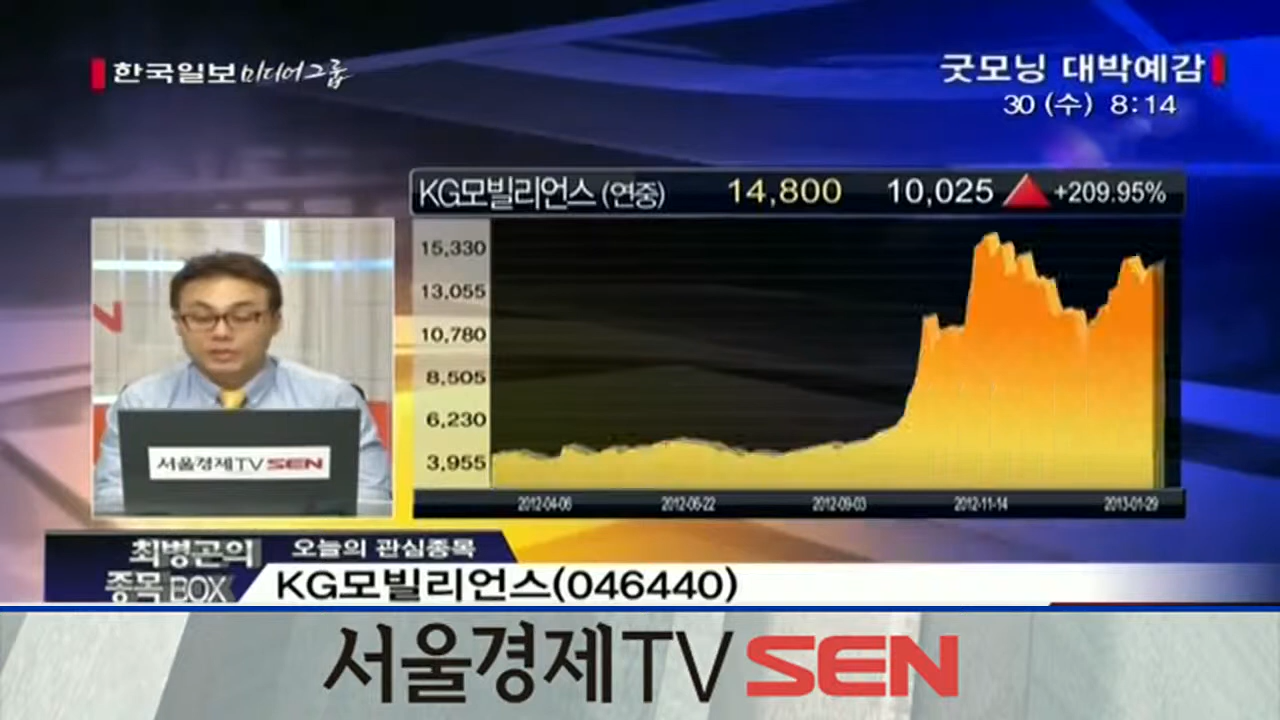 한국일보 미디어그룹
굿모닝 대박예감
30 (수) 8:14
KG모빌리언스 (연중) 14,800 10,025 ▲ +209.95%
15,330
13,055
10,780
8,505
6,230
3,955
2012-04-06 2012-06-22 2012-09-03 2012-11-14 2013-01-29
서울경제TV SEN
최병곤의
종목 BOX
오늘의 관심종목
KG모빌리언스(046440)
서울경제TV SEN